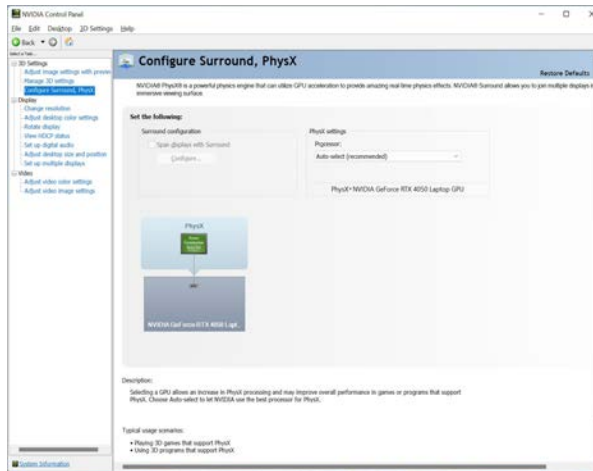 NVIDIA Control Panel
File Edit Desktop 3D Settings Help
Back
Select a Task...
3D Settings
Adjust image settings with preview
Manage 3D settings
Configure Surround, PhysX
Display
Change resolution
Adjust desktop color settings
Rotate display
View HDCP status
Set up digital audio
Adjust desktop size and position
Set up multiple displays
Video
Adjust video color settings
Adjust video image settings
System Information
Configure Surround, PhysX
Restore Defaults
NVIDIA® PhysX® is a powerful physics engine that can utilize GPU acceleration to provide amazing real-time physics effects. NVIDIA® Surround allows you to pan multiple displays
immersive viewing surface.
Set the following:
Surround configuration
Span displays with Surround
Configure...
PhysX settings
Processor:
Auto-select (recommended)
PhysX• NVIDIA GeForce RTX 4050 Laptop GPU
PhysX
NVIDIA GeForce RTX 4050 Lapt..
Description:
Selecting a GPU allows an increase in PhysX processing and may improve overall performance in games or programs that support
PhysX. Choose Auto-select to let NVIDIA use the best processor for PhysX.
Typical usage scenarios:
• Playing 3D games that support PhysX
• Using 3D programs that support PhysX